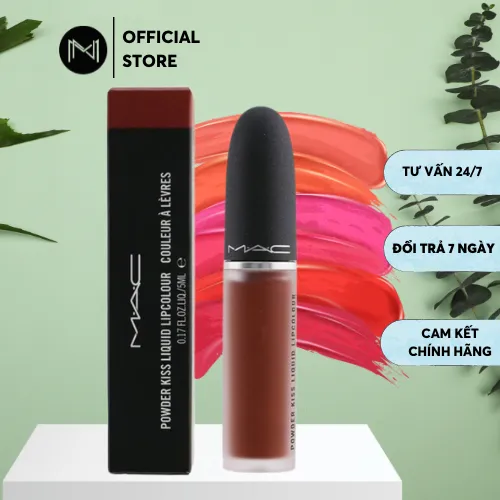 OFFICIAL
STORE
MAC
POWDER KISS LIQUID LIPCOLOUR COULEUR À LÈVRES
0.17 FL.OZ.LIQ/5ML ℮
MAC
POWDER KISS LIQUID LIPCOLOUR
TƯ VẤN 24/7
ĐỔI TRẢ 7 NGÀY
CAM KẾT
CHÍNH HÃNG